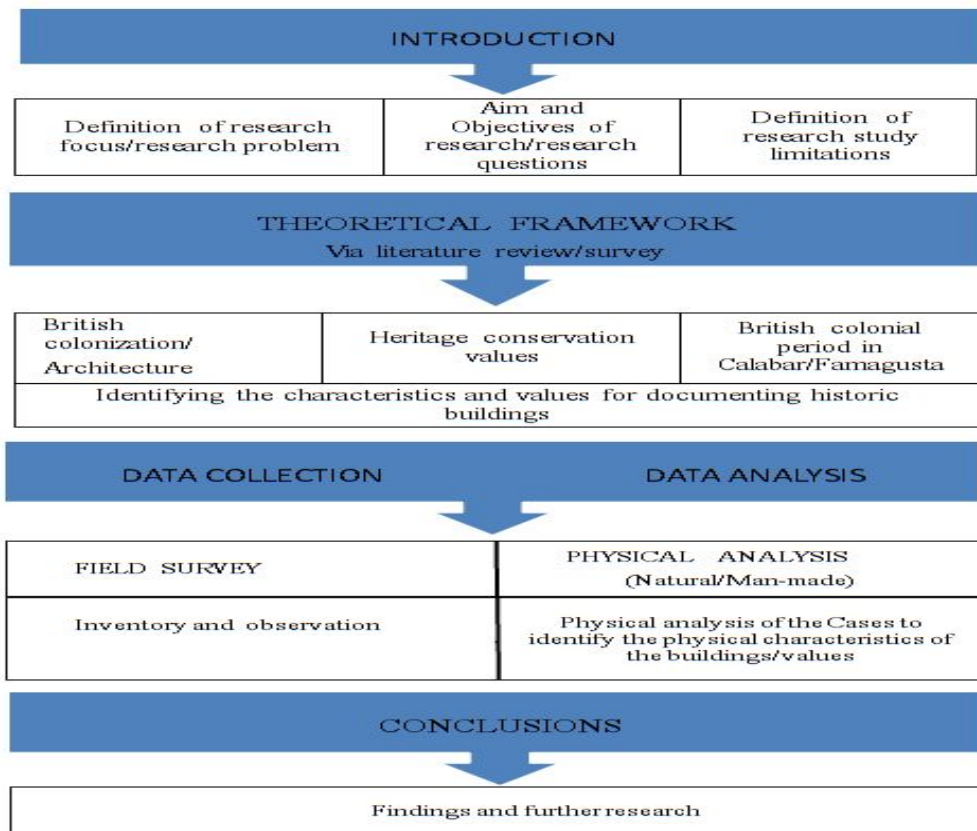 INTRODUCTION
Definition of research
focus/research problem
Aim and
Objectives of
research/research
questions
Definition of
research study
limitations
THEORETICAL FRAMEWORK
Via literature review/survey
British
colonization/
Architecture
Heritage conservation
values
British colonial
period in
Calabar/Famagusta
Identifying the characteristics and values for documenting historic
buildings
DATA COLLECTION
DATA ANALYSIS
FIELD SURVEY
PHYSICAL ANALYSIS
(Natural/Man-made)
Inventory and observation
Physical analysis of the Cases to
identify the physical characteristics of
the buildings/values
CONCLUSIONS
Findings and further research